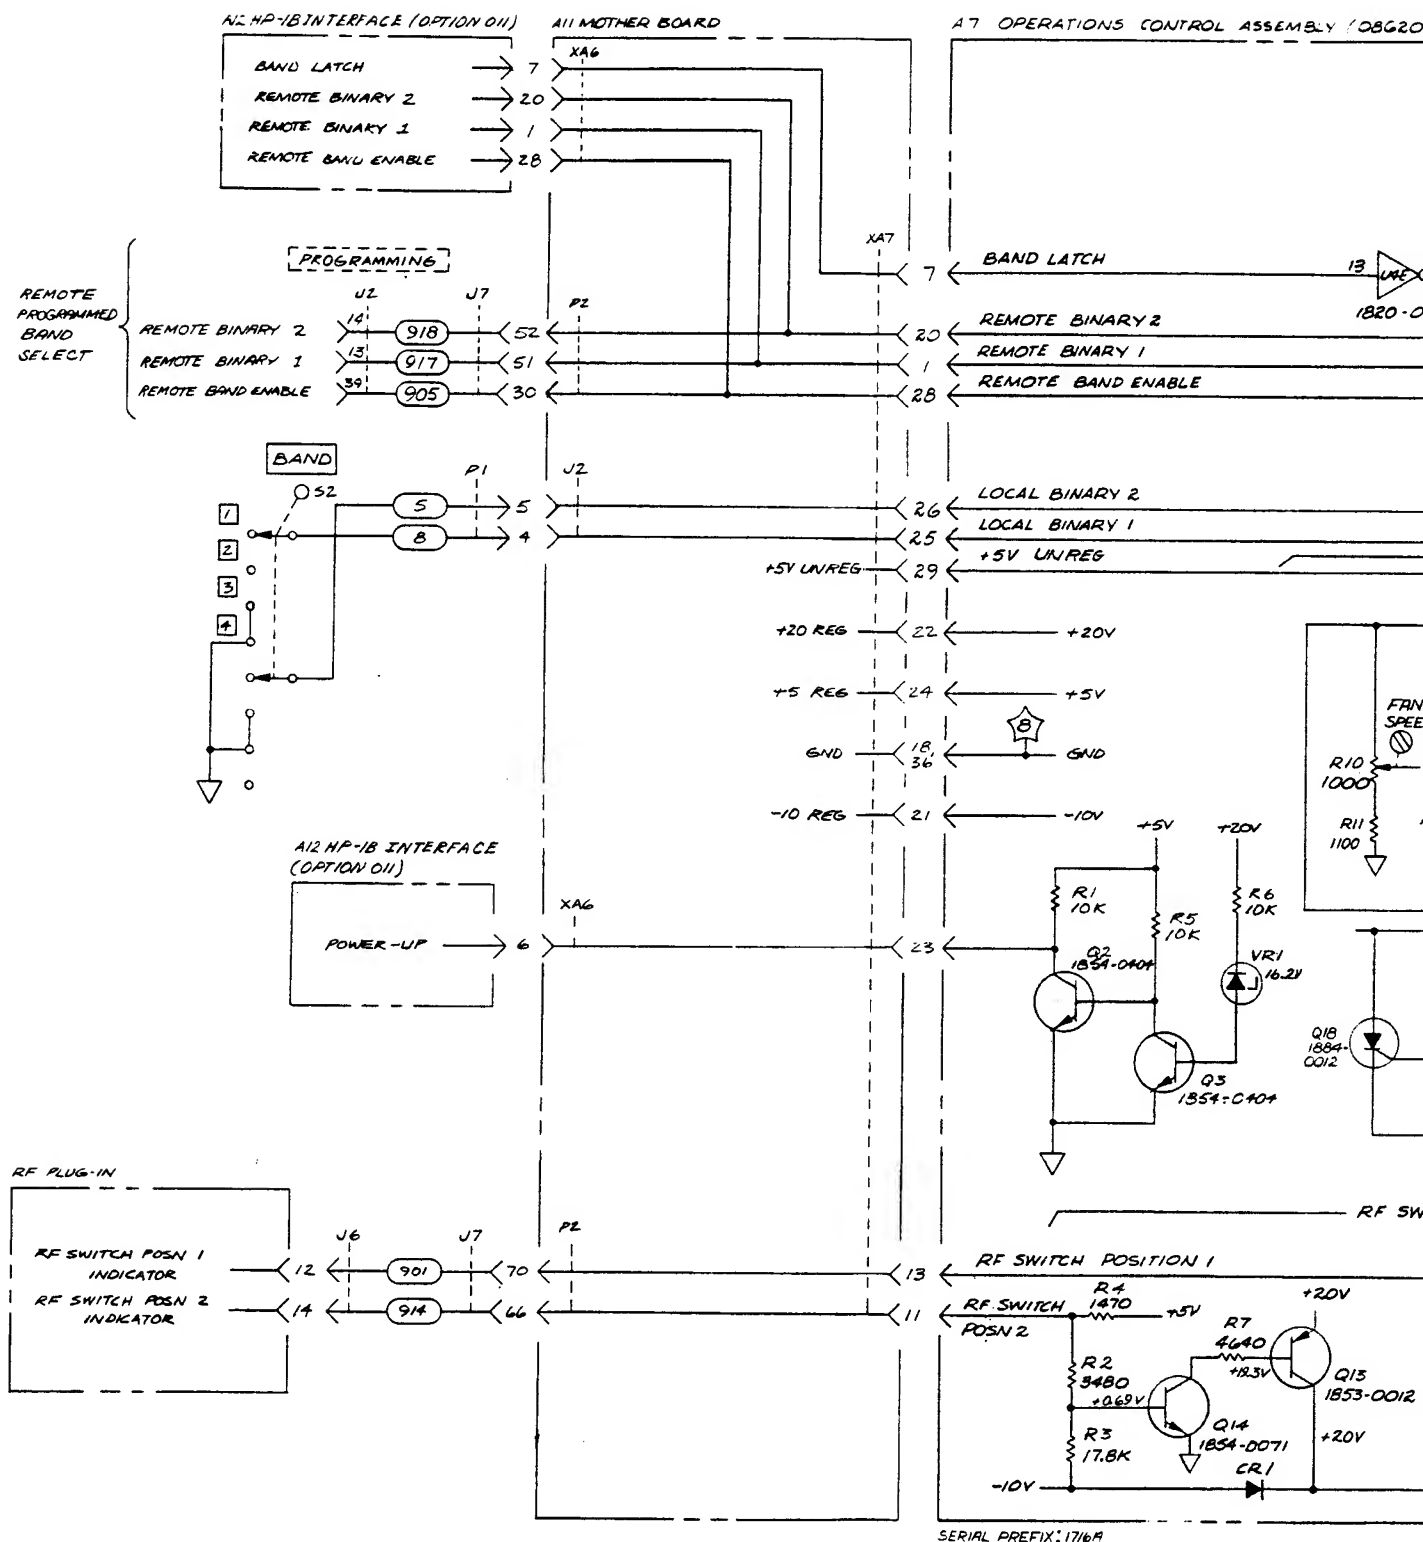 A12 HP-IB INTERFACE (OPTION 011)
A11 MOTHER BOARD
A7 OPERATIONS CONTROL ASSEMBLY (08620
XA6
BAND LATCH 7
REMOTE BINARY 2 20
REMOTE BINARY 1 1
REMOTE BAND ENABLE 28
XA7
PROGRAMMING
7 BAND LATCH 13 U4E
1820-0
REMOTE
PROGRAMMED
BAND
SELECT
J2 J7 P2
REMOTE BINARY 2 14 918 52 20 REMOTE BINARY 2
REMOTE BINARY 1 13 917 51 1 REMOTE BINARY 1
REMOTE BAND ENABLE 39 905 30 28 REMOTE BAND ENABLE
BAND
S2
P1 J2
5 5 26 LOCAL BINARY 2
8 4 25 LOCAL BINARY 1
1
2
3
4
+5V UNREG 29 +5V UNREG
+20 REG 22 +20V
+5 REG 24 +5V
8
GND 18, 36 GND
-10 REG 21 -10V
FAN
SPEE
R10
1000
R11
1100
A12 HP-IB INTERFACE
(OPTION 011)
XA6
POWER-UP 6 23
+5V +20V
R1
10K
R5
10K
R6
10K
VR1
16.2V
Q2
1854-0404
Q3
1854-0404
Q18
1884-
0012
RF PLUG-IN
RF SW
J6 J7 P2
RF SWITCH POSN 1
INDICATOR
12 901 70 13 RF SWITCH POSITION 1
RF SWITCH POSN 2
INDICATOR
14 914 66 11 RF SWITCH
POSN 2
R4
1470
+5V
+20V
R7
4640
+19.3V
R2
3480
+0.69V
Q13
1853-0012
R3
17.8K
Q14
1854-0071
+20V
CR1
-10V
SERIAL PREFIX: 1716A